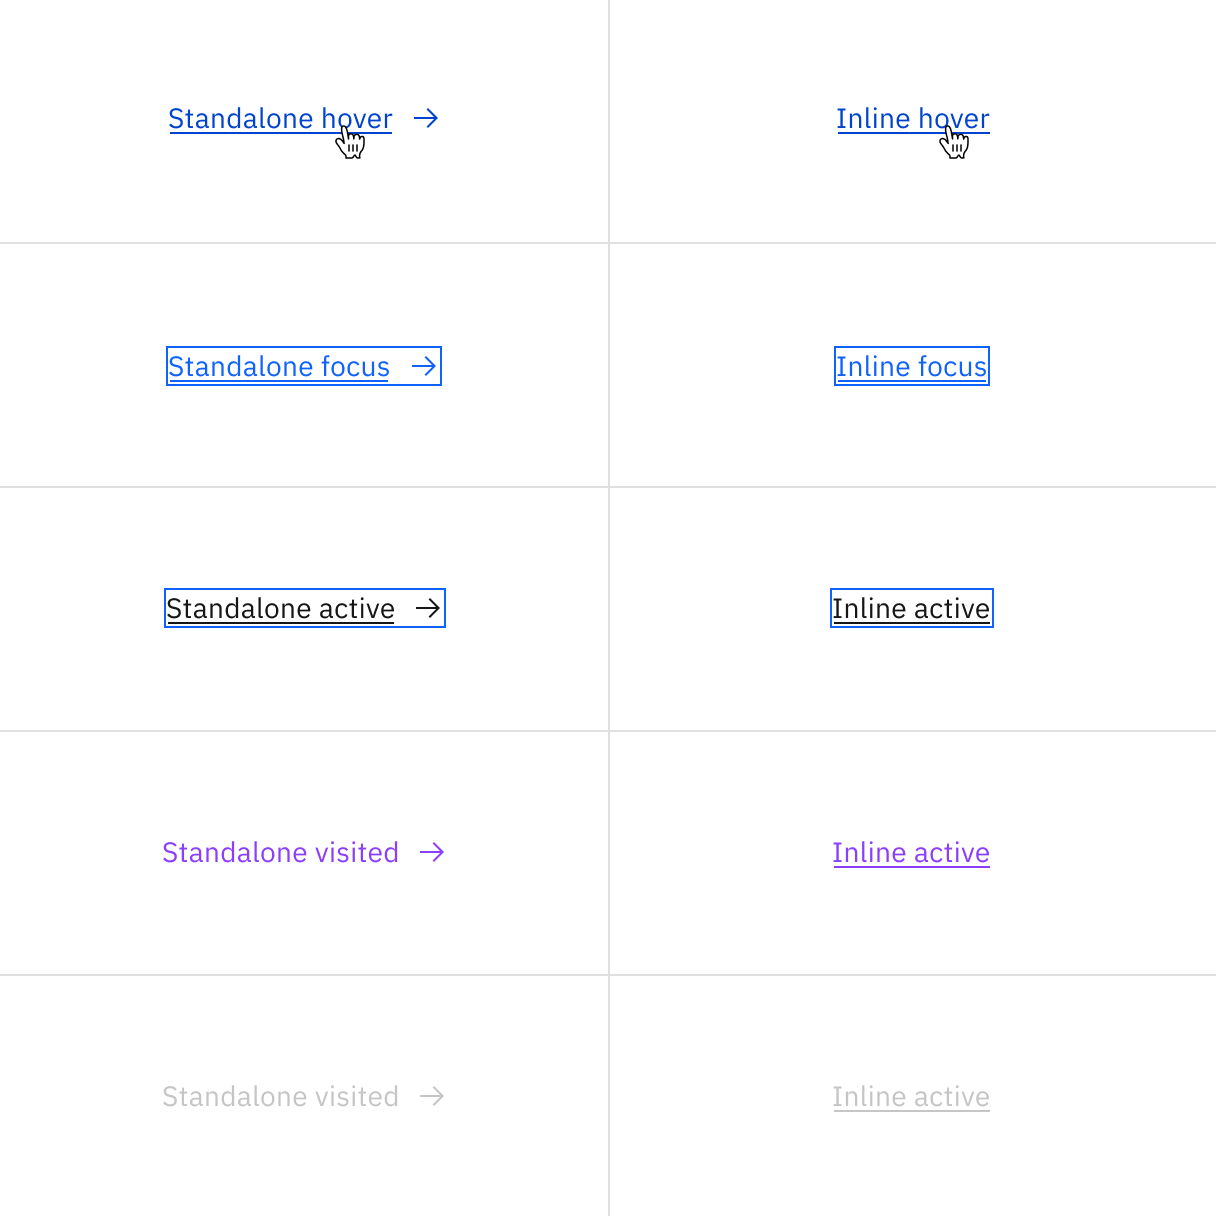 Standalone hover
Inline hover
Standalone focus
Inline focus
Standalone active
Inline active
Standalone visited
Inline active
Standalone visited
Inline active